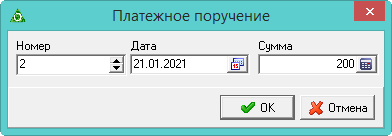 Платежное поручение
Номер Дата Сумма
2 21.01.2021 200
OK Отмена